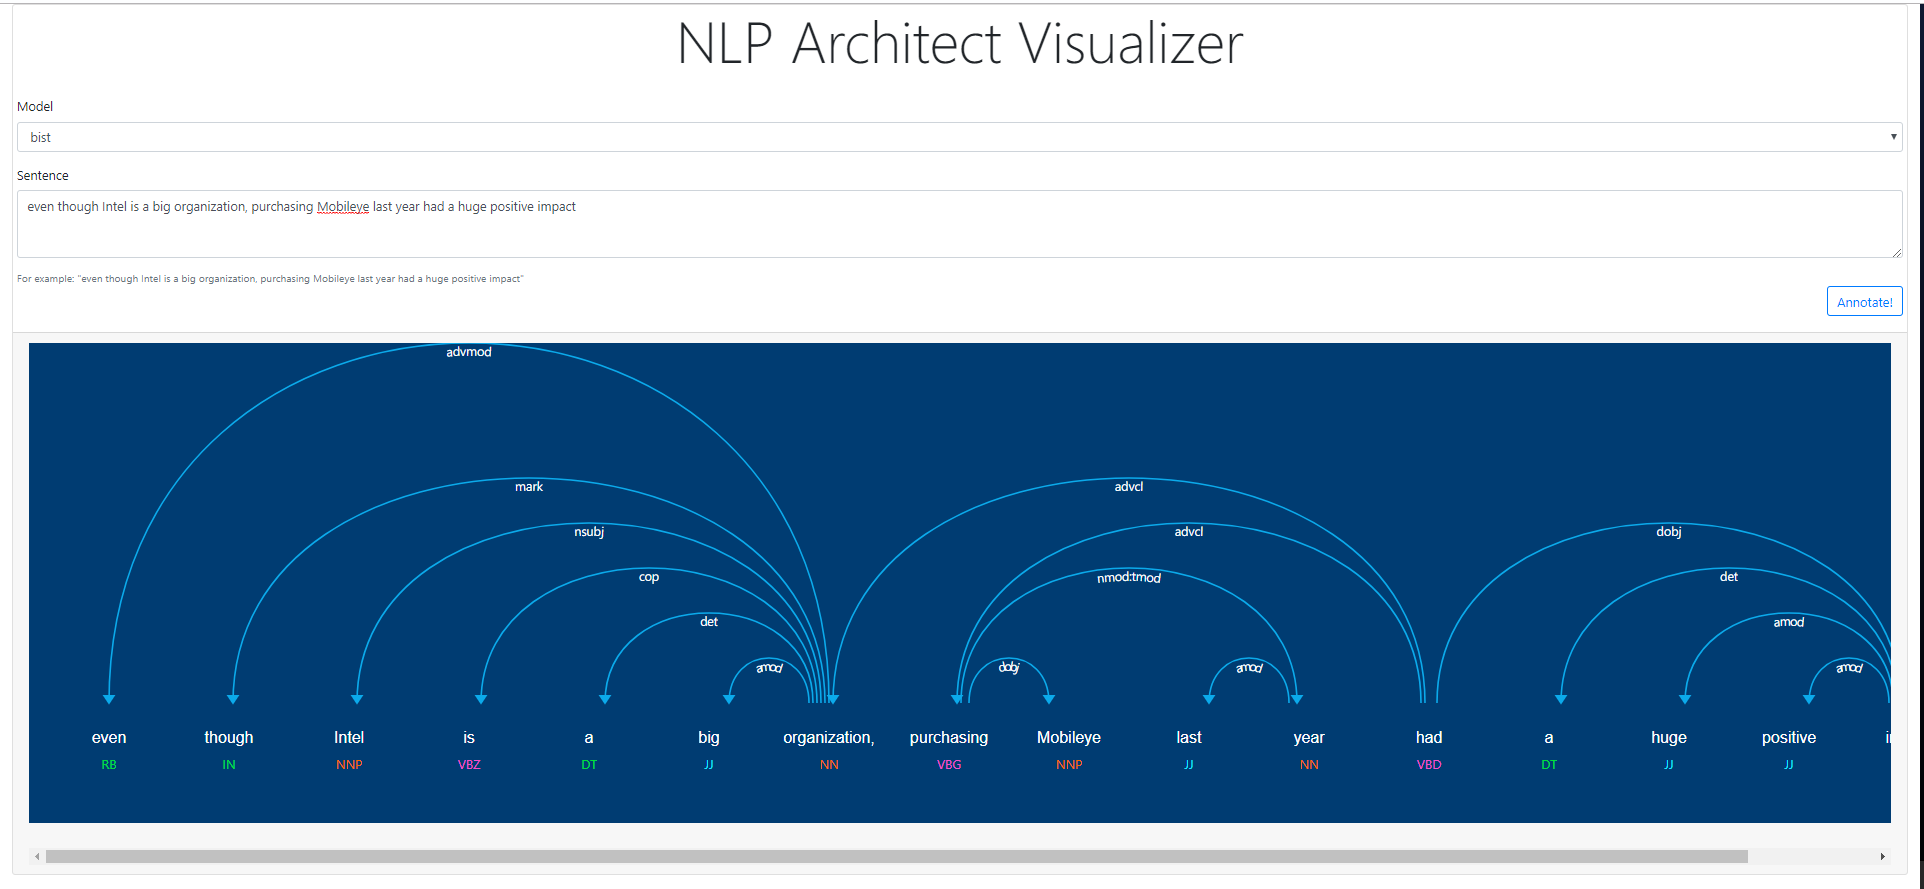 NLP Architect Visualizer
Model
bist
Sentence
even though Intel is a big organization, purchasing Mobileye last year had a huge positive impact
For example: "even though Intel is a big organization, purchasing Mobileye last year had a huge positive impact"
Annotate!
advmod
mark advcl
nsubj advcl dobj
cop nmod:tmod det
det amod
amod dobj amod amod
even though Intel is a big organization, purchasing Mobileye last year had a huge positive
RB IN NNP VBZ DT JJ NN VBG NNP JJ NN VBD DT JJ JJ